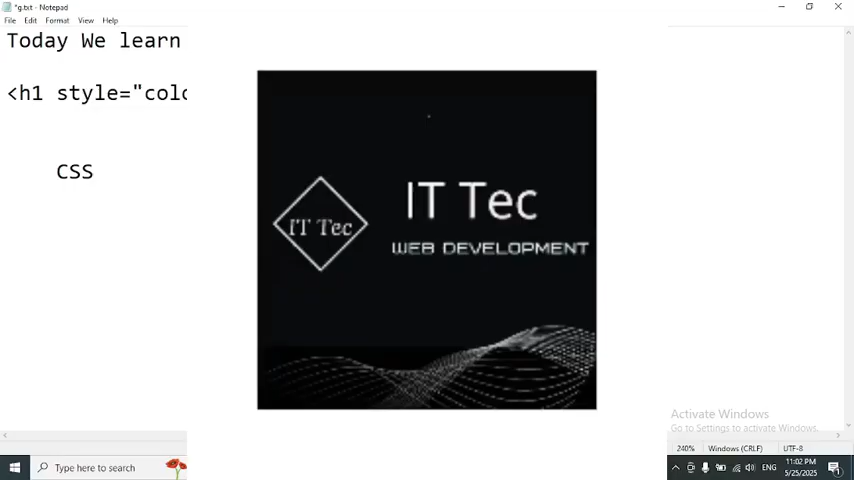 *g.txt - Notepad
File Edit Format View Help
Today We learn
<h1 style="colo
CSS
IT Tec
IT Tec
WEB DEVELOPMENT
Activate Windows
Go to Settings to activate Windows.
240% Windows (CRLF) UTF-8
Type here to search
ENG
11:02 PM
5/25/2025